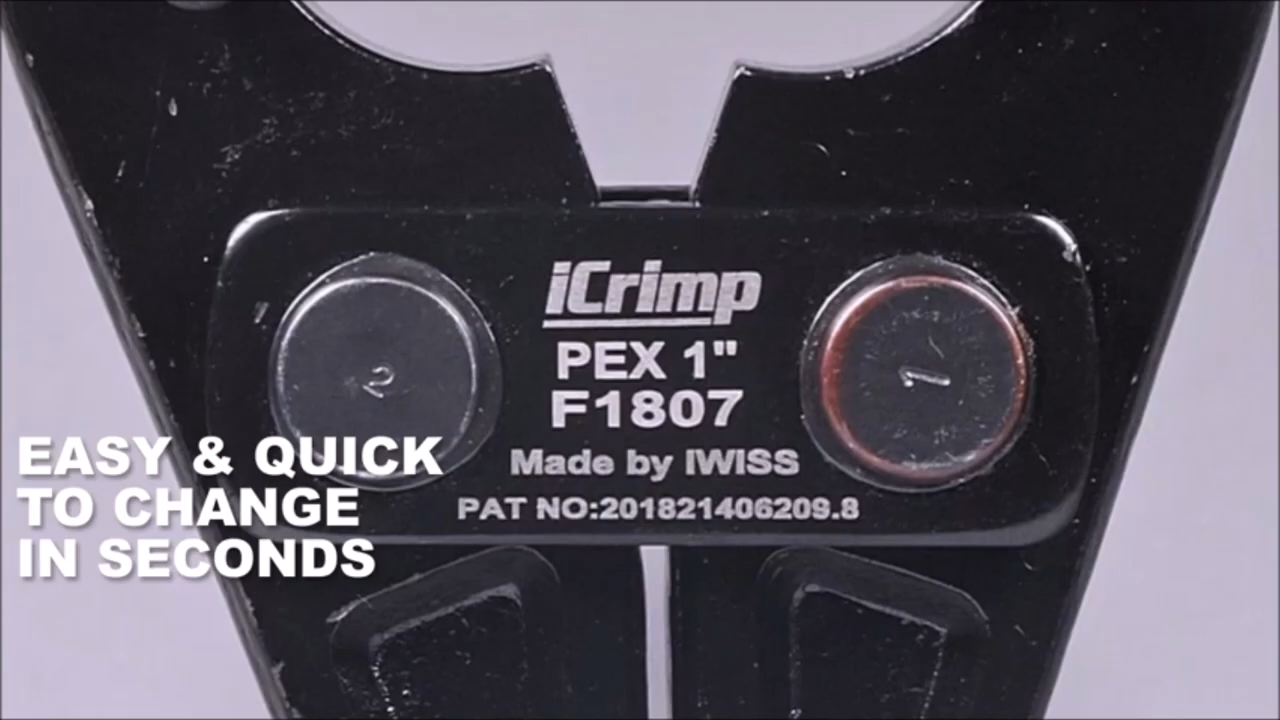 iCrimp
PEX 1"
F1807
Made by IWISS
PAT NO:201821406209.8
2
1
EASY & QUICK
TO CHANGE
IN SECONDS